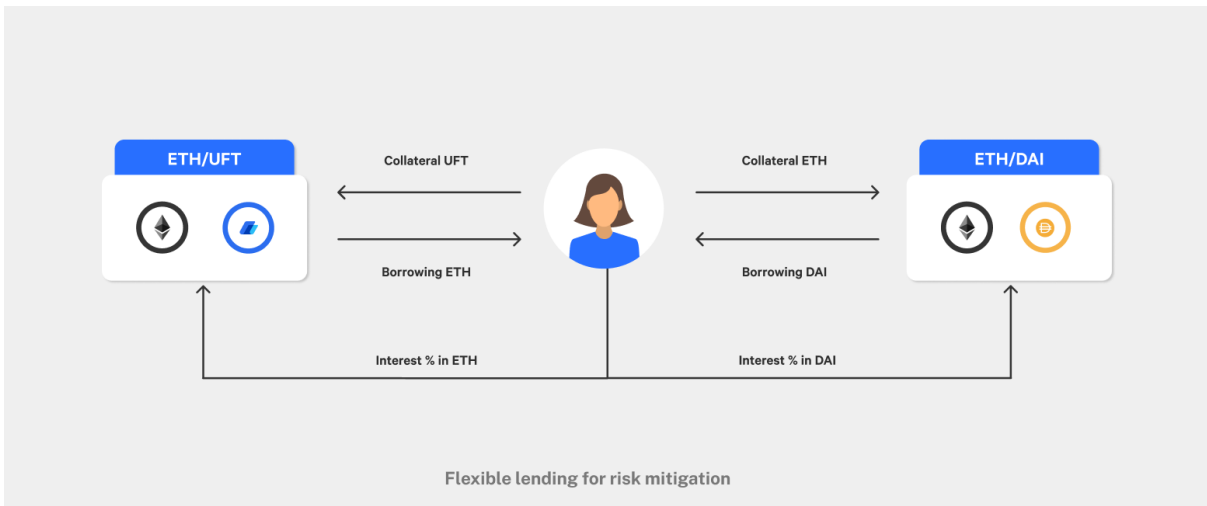 ETH/UFT
Collateral UFT
Borrowing ETH
Collateral ETH
Borrowing DAI
ETH/DAI
Interest % in ETH
Interest % in DAI
Flexible lending for risk mitigation